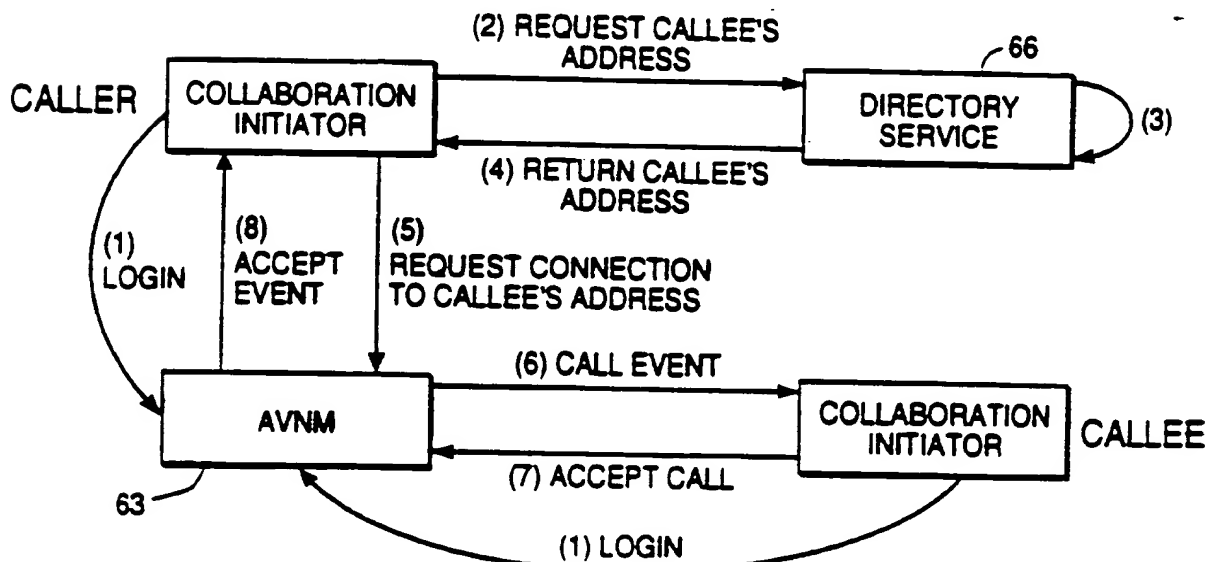 (2) REQUEST CALLEE'S
ADDRESS
66
CALLER
COLLABORATION
INITIATOR
DIRECTORY
SERVICE
(3)
(4) RETURN CALLEE'S
ADDRESS
(1)
LOGIN
(8)
ACCEPT
EVENT
(5)
REQUEST CONNECTION
TO CALLEE'S ADDRESS
(6) CALL EVENT
AVNM
COLLABORATION
INITIATOR
CALLEE
(7) ACCEPT CALL
63
(1) LOGIN